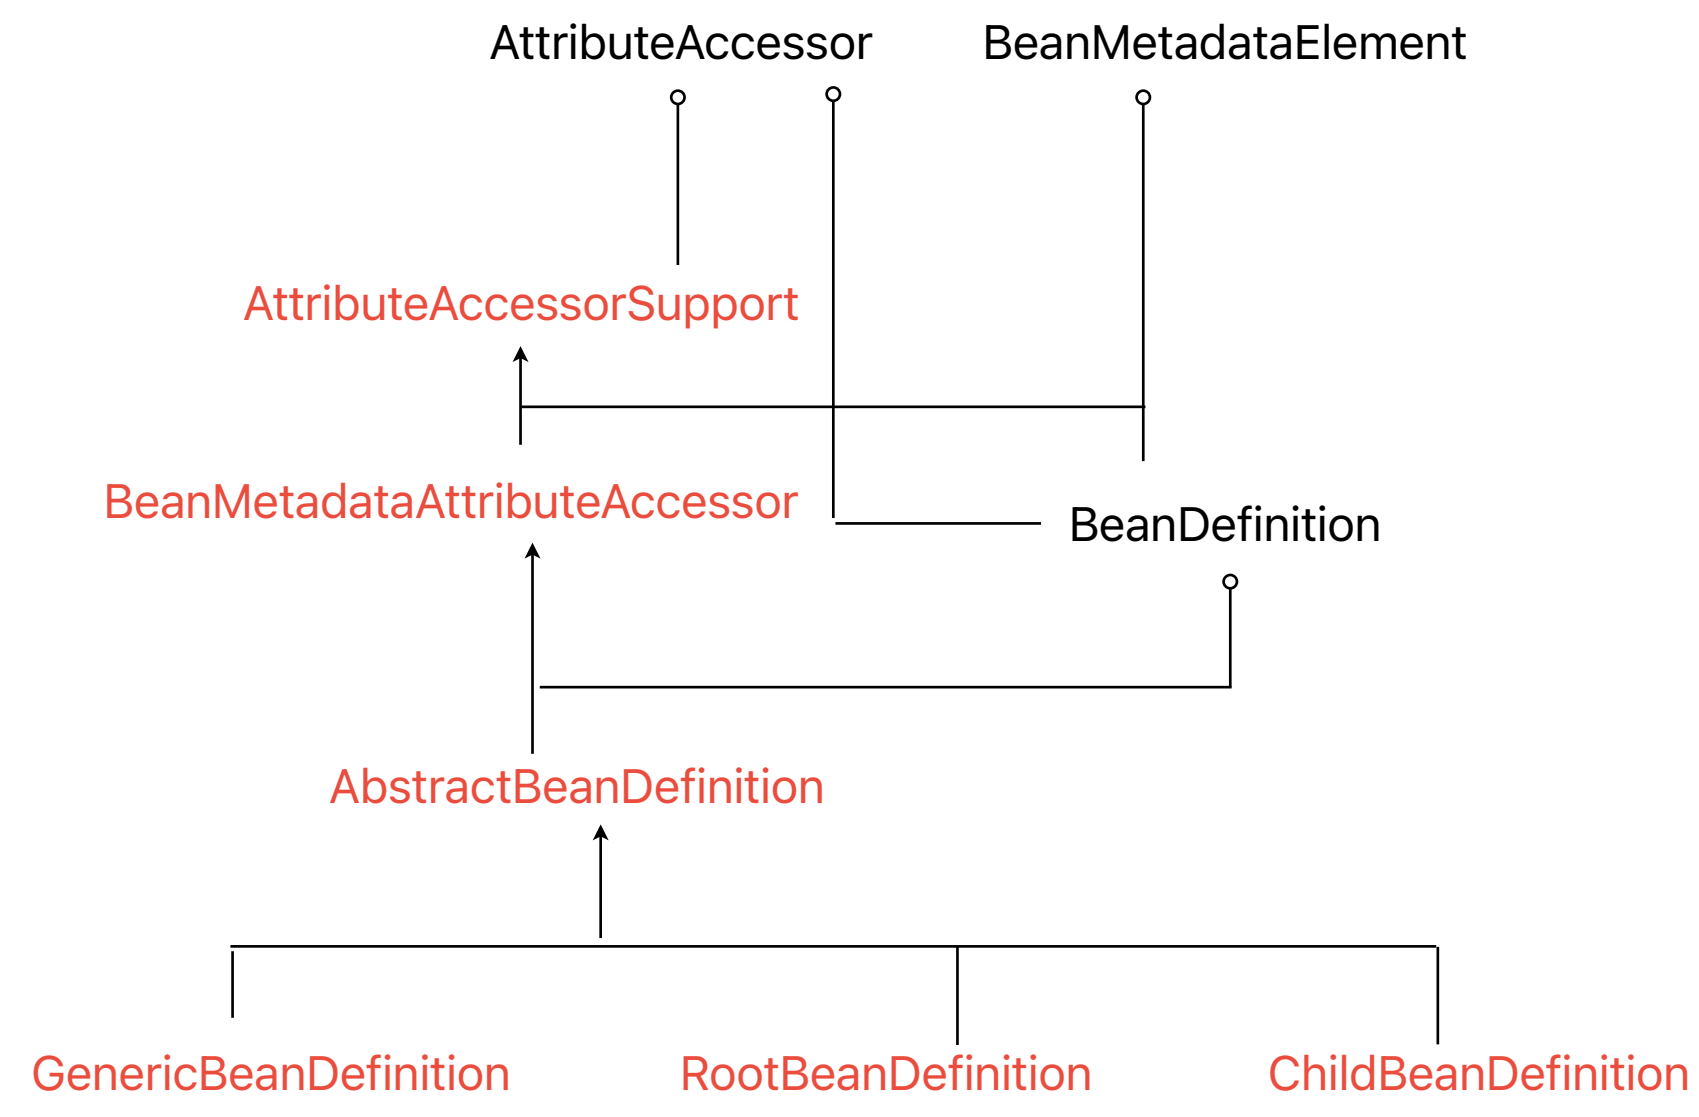 AttributeAccessor
BeanMetadataElement
AttributeAccessorSupport
BeanMetadataAttributeAccessor
BeanDefinition
AbstractBeanDefinition
GenericBeanDefinition
RootBeanDefinition
ChildBeanDefinition